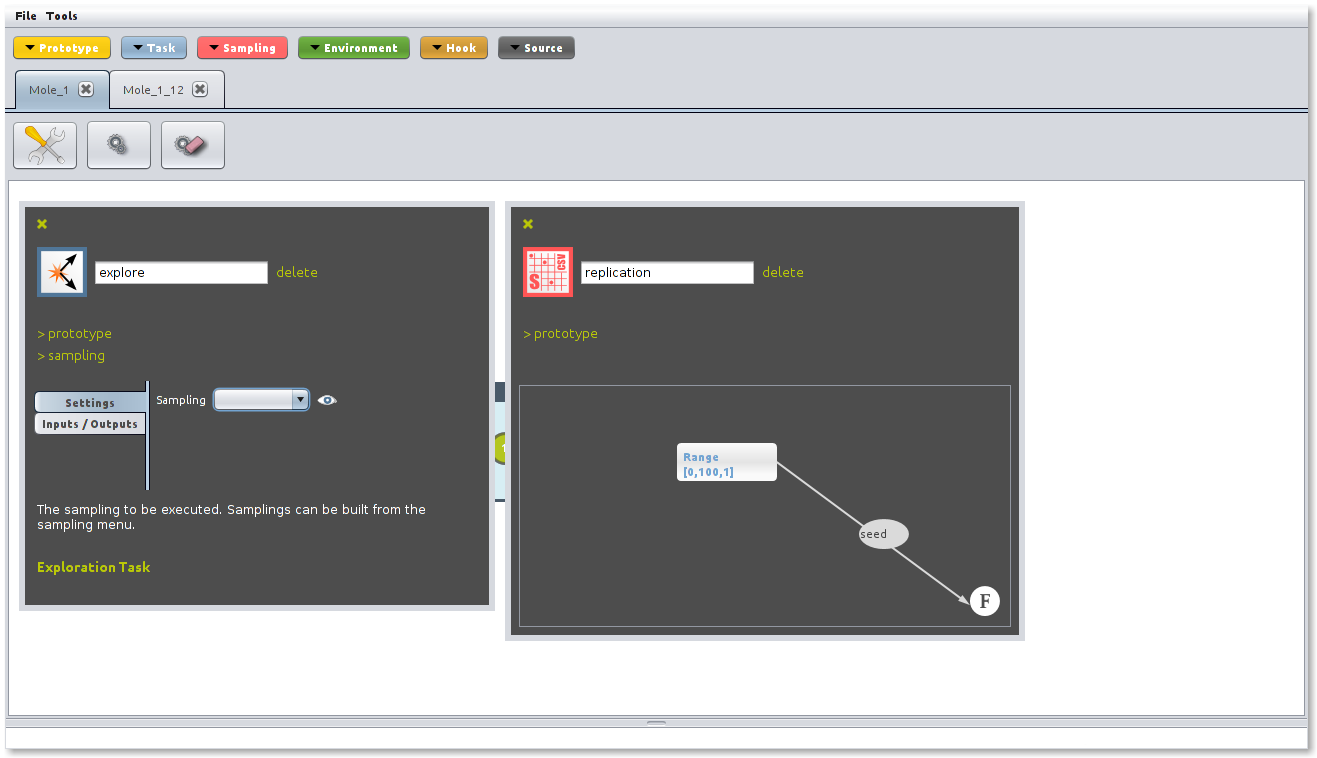 File Tools
Prototype Task Sampling Environment Hook Source
Mole_1 Mole_1_12
explore delete
> prototype
> sampling
Settings
Inputs / Outputs
Sampling
The sampling to be executed. Samplings can be built from the
sampling menu.
Exploration Task
S CSV
replication delete
> prototype
Range
[0,100,1]
seed
F